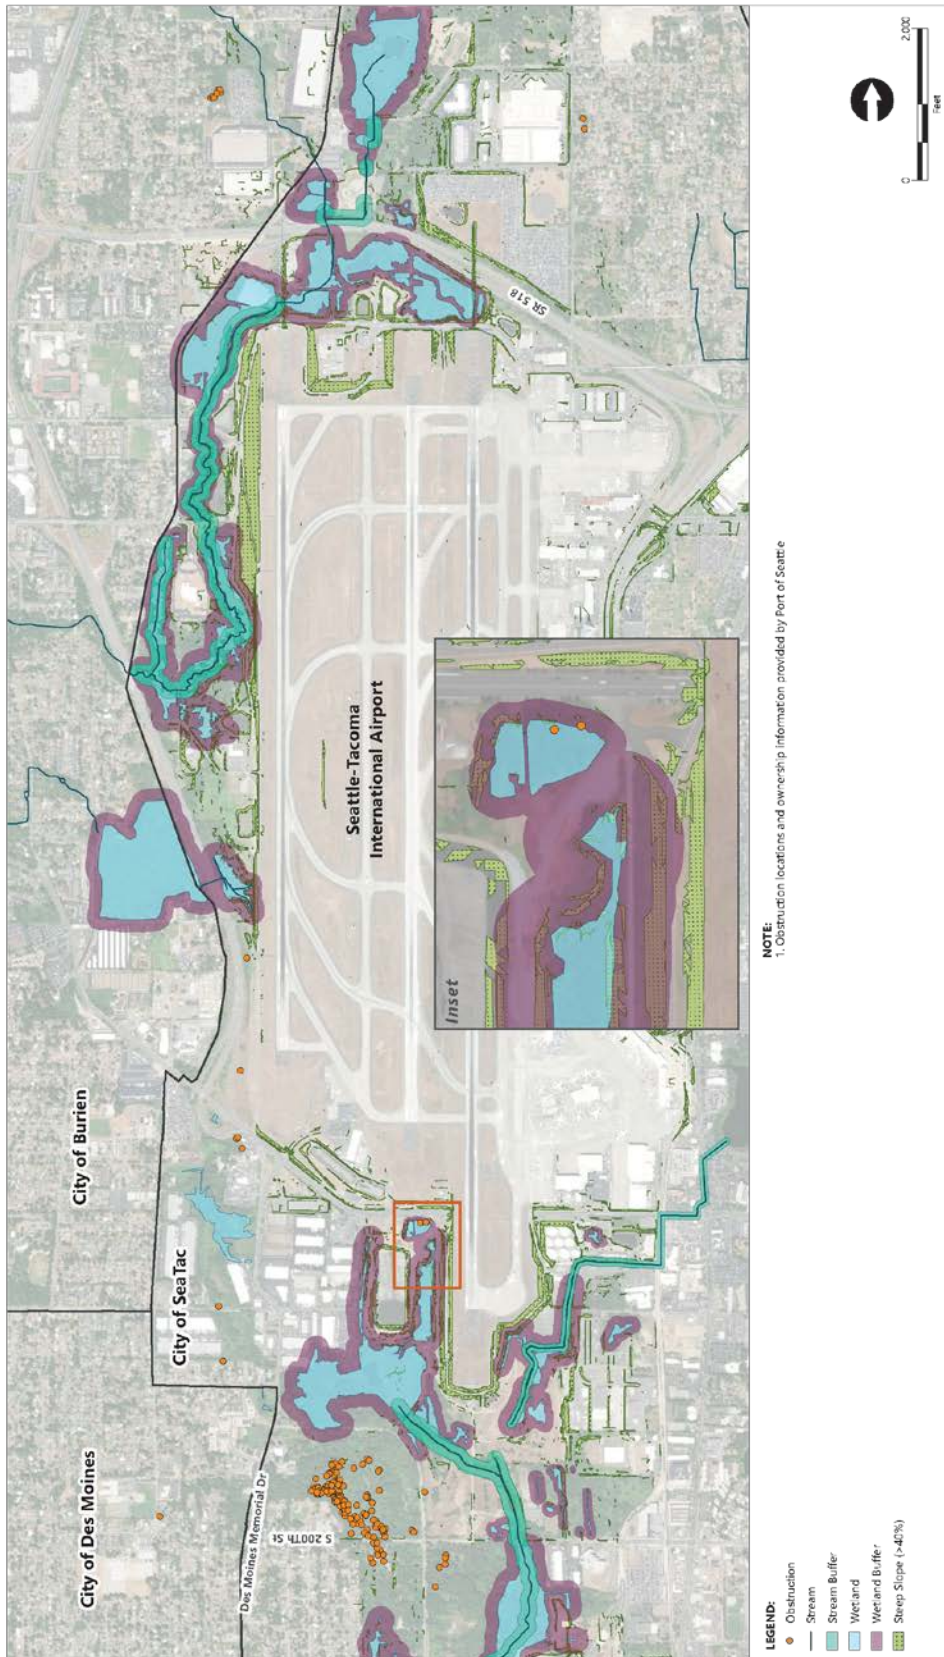 2,000
0
Feet
SR 518
Seattle-Tacoma
International Airport
Inset
City of Burien
City of SeaTac
City of Des Moines
Des Moines Memorial Dr
S 200Th St
NOTE:
1. Obstruction locations and ownership information provided by Port of Seattle
LEGEND:
Obstruction
Stream
Stream Buffer
Wetland
Wetland Buffer
Steep Slope (>40%)